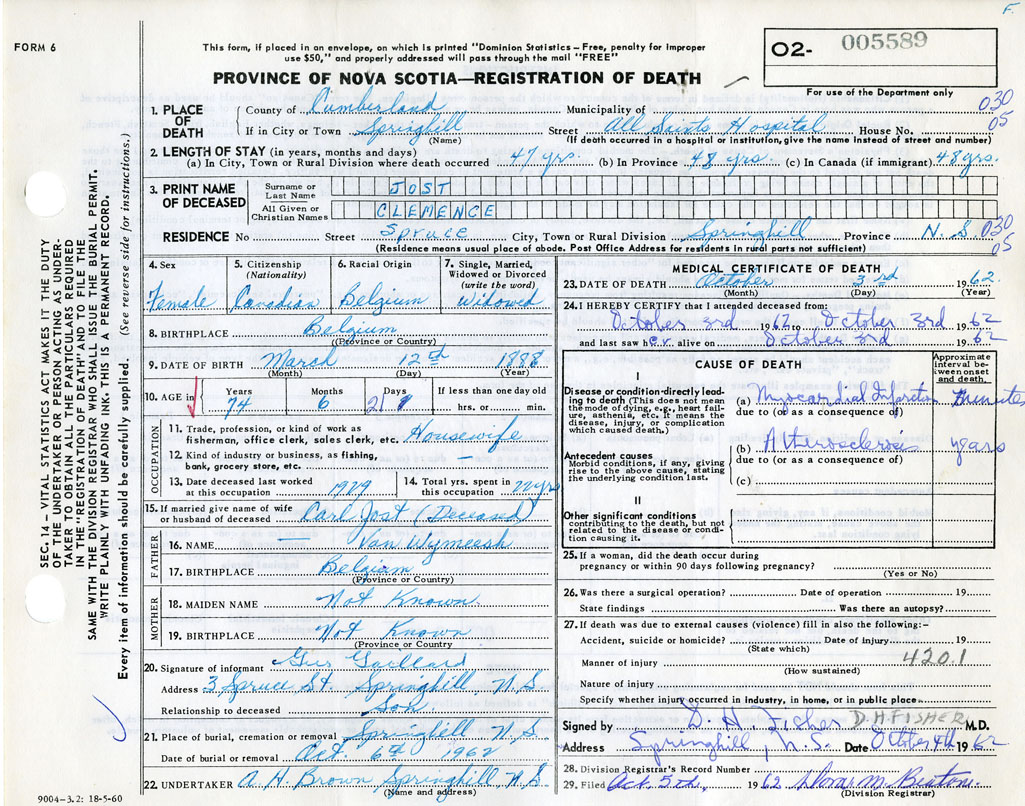 F.
FORM 6
This form, if placed in an envelope, on which is printed "Dominion Statistics – Free, penalty for improper
use $50," and properly addressed will pass through the mail "FREE"
PROVINCE OF NOVA SCOTIA—REGISTRATION OF DEATH
02- 005589
For use of the Department only
SEC. 14 – VITAL STATISTICS ACT MAKES IT THE DUTY
OF THE UNDERTAKER OR PERSON ACTING AS UNDER-
TAKER TO OBTAIN ALL THE PARTICULARS REQUIRED
IN THE "REGISTRATION OF DEATH" AND TO FILE THE
SAME WITH THE DIVISION REGISTRAR WHO SHALL ISSUE THE BURIAL PERMIT.
WRITE PLAINLY WITH UNFADING INK. THIS IS A PERMANENT RECORD.
Every item of information should be carefully supplied. (See reverse side for instructions.)
1. PLACE OF DEATH
County of Cumberland Municipality of 030
If in City or Town Springhill Street All Saints Hospital House No. 05
(Name) (If death occurred in a hospital or institution, give the name instead of street and number)
2. LENGTH OF STAY (in years, months and days)
(a) In City, Town or Rural Division where death occurred 47 yrs. (b) In Province 48 yrs (c) In Canada (if immigrant) 48 yrs.
3. PRINT NAME OF DECEASED
Surname or Last Name JOST
All Given or Christian Names CLEMENCE
RESIDENCE No Street Spruce City, Town or Rural Division Springhill Province N. S 030
(Residence means usual place of abode. Post Office Address for residents in rural parts not sufficient) 05
4. Sex Female
5. Citizenship (Nationality) Canadian
6. Racial Origin Belgium
7. Single, Married, Widowed or Divorced (write the word) Widowed
8. BIRTHPLACE Belgium
(Province or Country)
9. DATE OF BIRTH March 12th 1888
(Month) (Day) (Year)
10. AGE in Years Months Days If less than one day old
74 6 21 hrs. or min.
OCCUPATION
11. Trade, profession, or kind of work as
fisherman, office clerk, sales clerk, etc. Housewife
12. Kind of industry or business, as fishing,
bank, grocery store, etc. —
13. Date deceased last worked
at this occupation 1929
14. Total yrs. spent in
this occupation yrs
15. If married give name of wife
or husband of deceased Carl Jost (Deceased)
FATHER
16. NAME — Van Wymeesh
17. BIRTHPLACE Belgium
(Province or Country)
MOTHER
18. MAIDEN NAME Not Known
19. BIRTHPLACE Not Known
(Province or Country)
20. Signature of informant Gus Gaillard
Address 3 Spruce St. Springhill N. S.
Relationship to deceased Son
21. Place of burial, cremation or removal Springhill N. S.
Date of burial or removal Oct. 6th 1962
22. UNDERTAKER A. H. Brown Springhill N. S.
(Name and address)
9004–3.2: 18-5-60
MEDICAL CERTIFICATE OF DEATH
23. DATE OF DEATH October 3rd 1962
(Month) (Day) (Year)
24. I HEREBY CERTIFY that I attended deceased from:
October 3rd 1962 to October 3rd 1962
and last saw her alive on October 3rd 1962
CAUSE OF DEATH
Approximate interval between onset and death.
I
Disease or condition directly lead-
ing to death (This does not mean
the mode of dying, e.g., heart fail-
ure, asthenia, etc. It means the
disease, injury, or complication
which caused death.)
(a) Myocardial Infarction minutes
due to (or as a consequence of)
Antecedent causes
Morbid conditions, if any, giving
rise to the above cause, stating
the underlying condition last.
(b) Atherosclerosis years
due to (or as a consequence of)
(c)
II
Other significant conditions
contributing to the death, but not
related to the disease or condi-
tion causing it.
25. If a woman, did the death occur during
pregnancy or within 90 days following pregnancy?
(Yes or No)
26. Was there a surgical operation? Date of operation 19
State findings Was there an autopsy?
27. If death was due to external causes (violence) fill in also the following:–
Accident, suicide or homicide? Date of injury 19
(State which)
Manner of injury 420.1
(How sustained)
Nature of injury
Specify whether injury occurred in industry, in home, or in public place
Signed by D. H. Fisher D. H. FISHER M.D.
Address Springhill, N.S. Date October 4th 1962
28. Division Registrar's Record Number
29. Filed Oct. 5th 1962 M. Beaton
(Division Registrar)